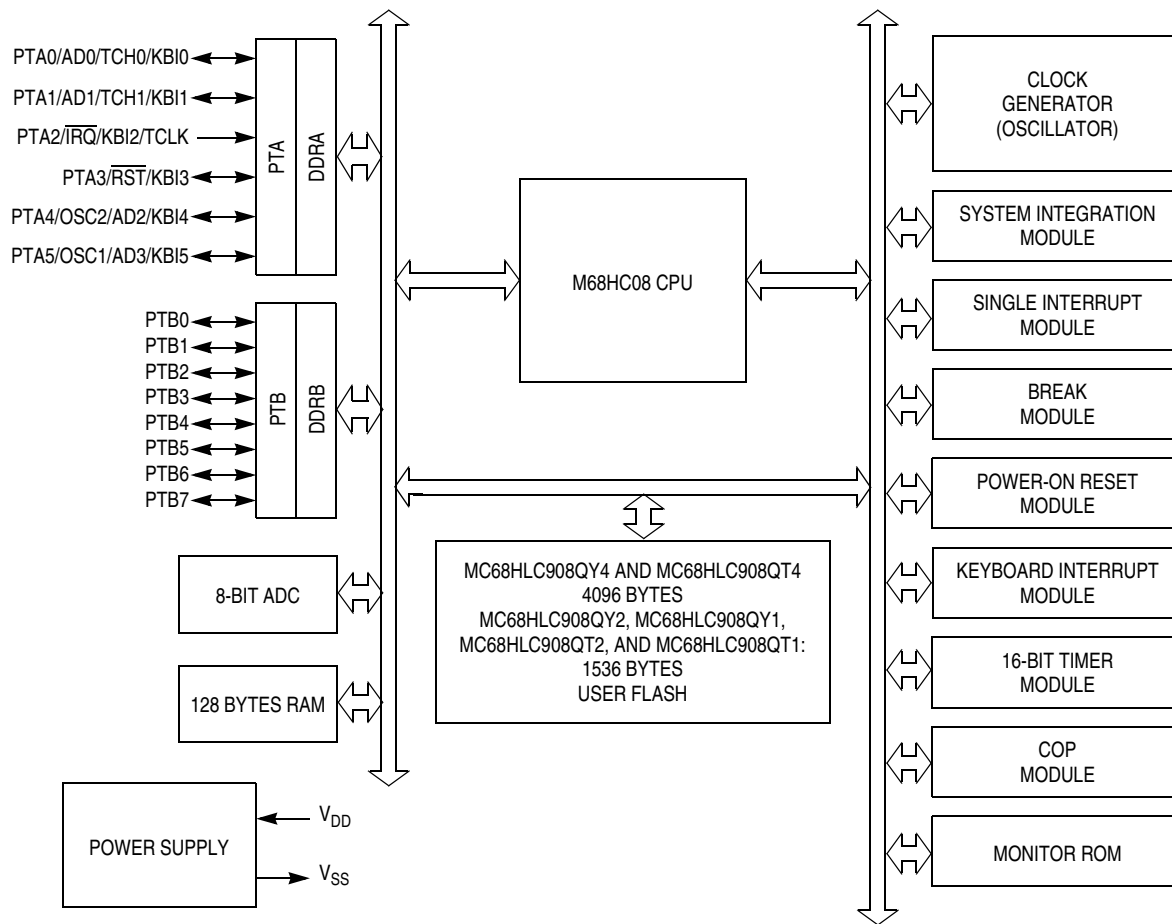 PTA0/AD0/TCH0/KBI0
PTA1/AD1/TCH1/KBI1
PTA2/IRQ/KBI2/TCLK
PTA3/RST/KBI3
PTA4/OSC2/AD2/KBI4
PTA5/OSC1/AD3/KBI5
PTA
DDRA
PTB0
PTB1
PTB2
PTB3
PTB4
PTB5
PTB6
PTB7
PTB
DDRB
8-BIT ADC
128 BYTES RAM
POWER SUPPLY
VDD
VSS
M68HC08 CPU
MC68HLC908QY4 AND MC68HLC908QT4
4096 BYTES
MC68HLC908QY2, MC68HLC908QY1,
MC68HLC908QT2, AND MC68HLC908QT1:
1536 BYTES
USER FLASH
CLOCK
GENERATOR
(OSCILLATOR)
SYSTEM INTEGRATION
MODULE
SINGLE INTERRUPT
MODULE
BREAK
MODULE
POWER-ON RESET
MODULE
KEYBOARD INTERRUPT
MODULE
16-BIT TIMER
MODULE
COP
MODULE
MONITOR ROM